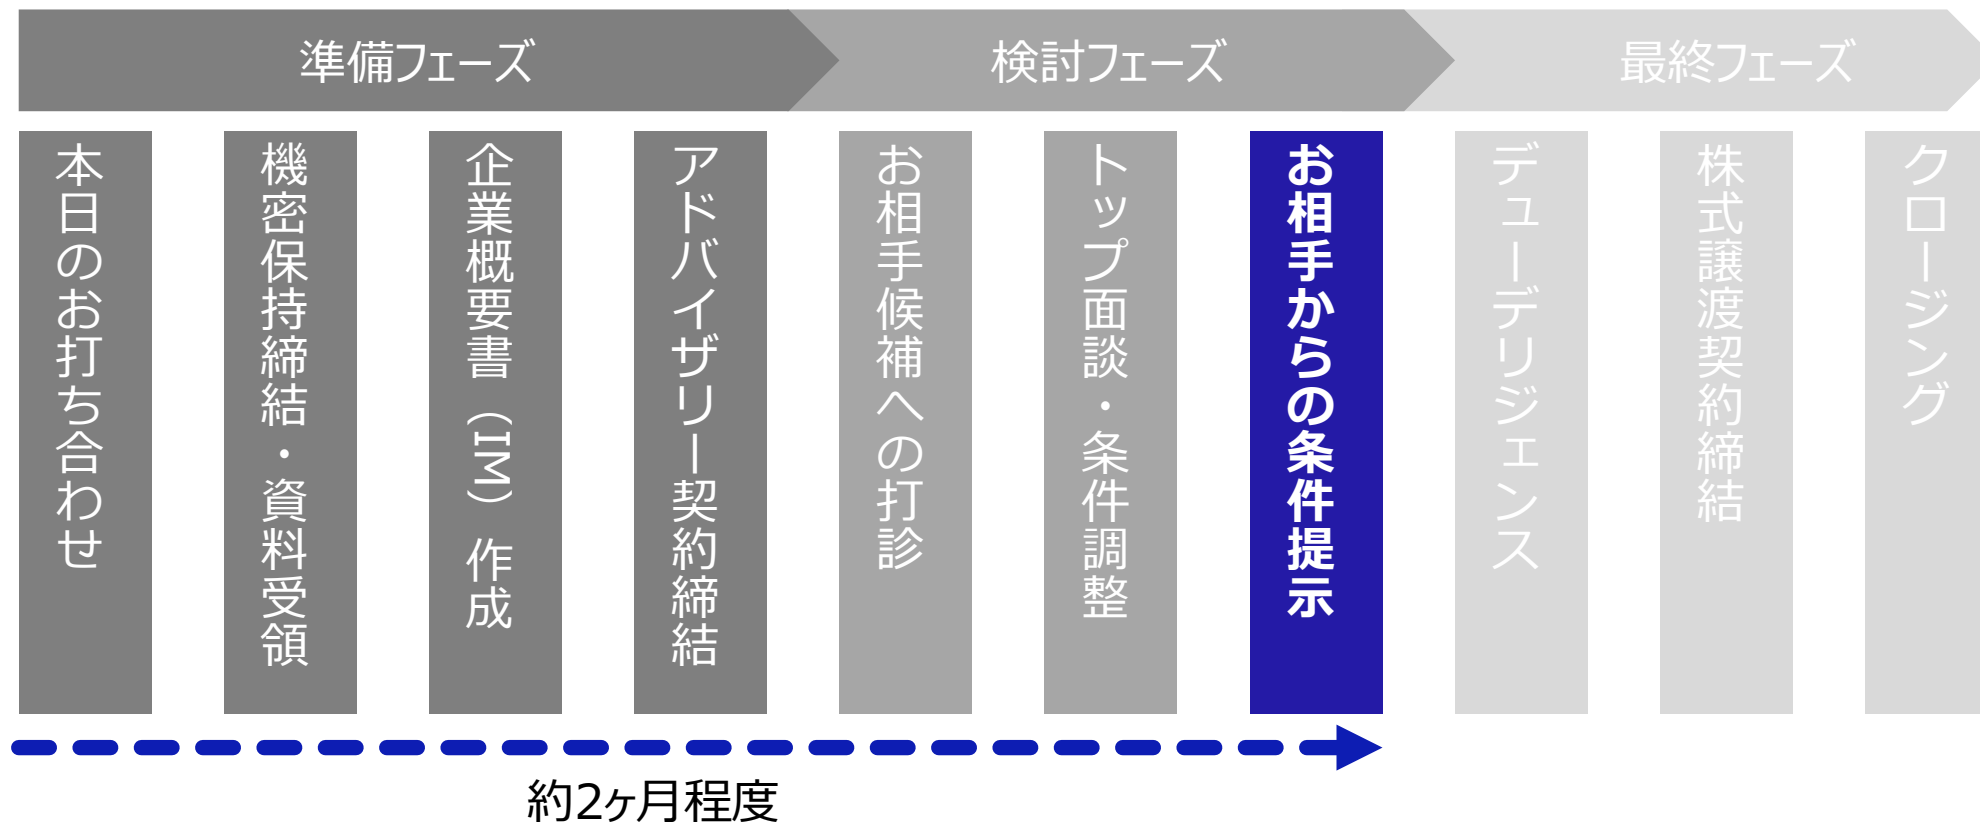 準備フェーズ
検討フェーズ
最終フェーズ
本日のお打ち合わせ
機密保持締結・資料受領
企業概要書（IM）作成
アドバイザリー契約締結
お相手候補への打診
トップ面談・条件調整
お相手からの条件提示
デューデリジェンス
株式譲渡契約締結
クロージング
約2ヶ月程度